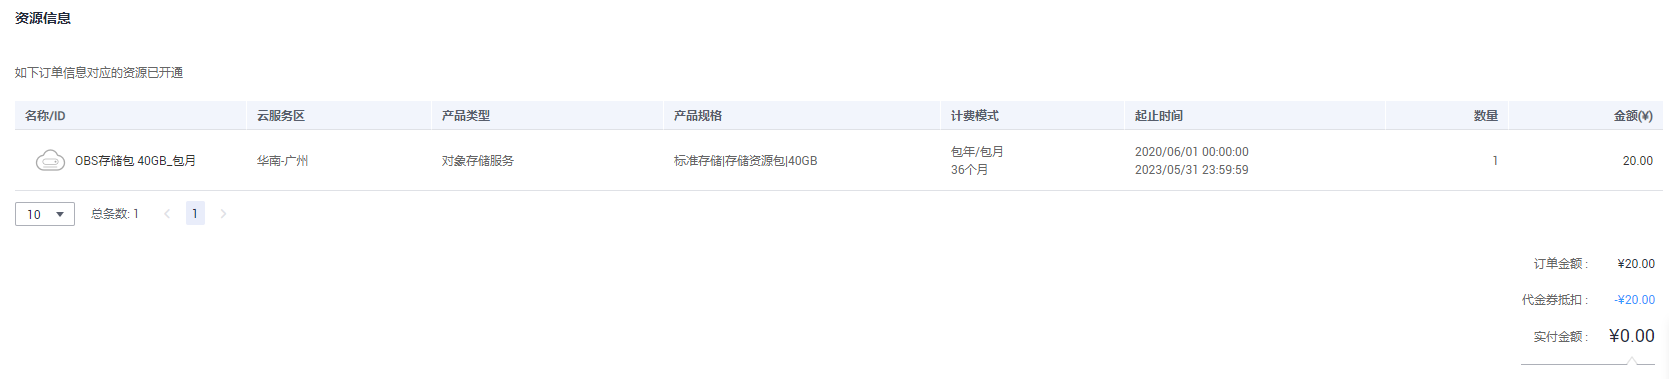 资源信息
如下订单信息对应的资源已开通
名称/ID 云服务区 产品类型 产品规格 计费模式 起止时间 数量 金额(¥)
OBS存储包 40GB_包月 华南-广州 对象存储服务 标准存储|存储资源包|40GB 包年/包月 2020/06/01 00:00:00 1 20.00
36个月 2023/05/31 23:59:59
10 总条数: 1 1
订单金额 : ¥20.00
代金券抵扣 : -¥20.00
实付金额 : ¥0.00